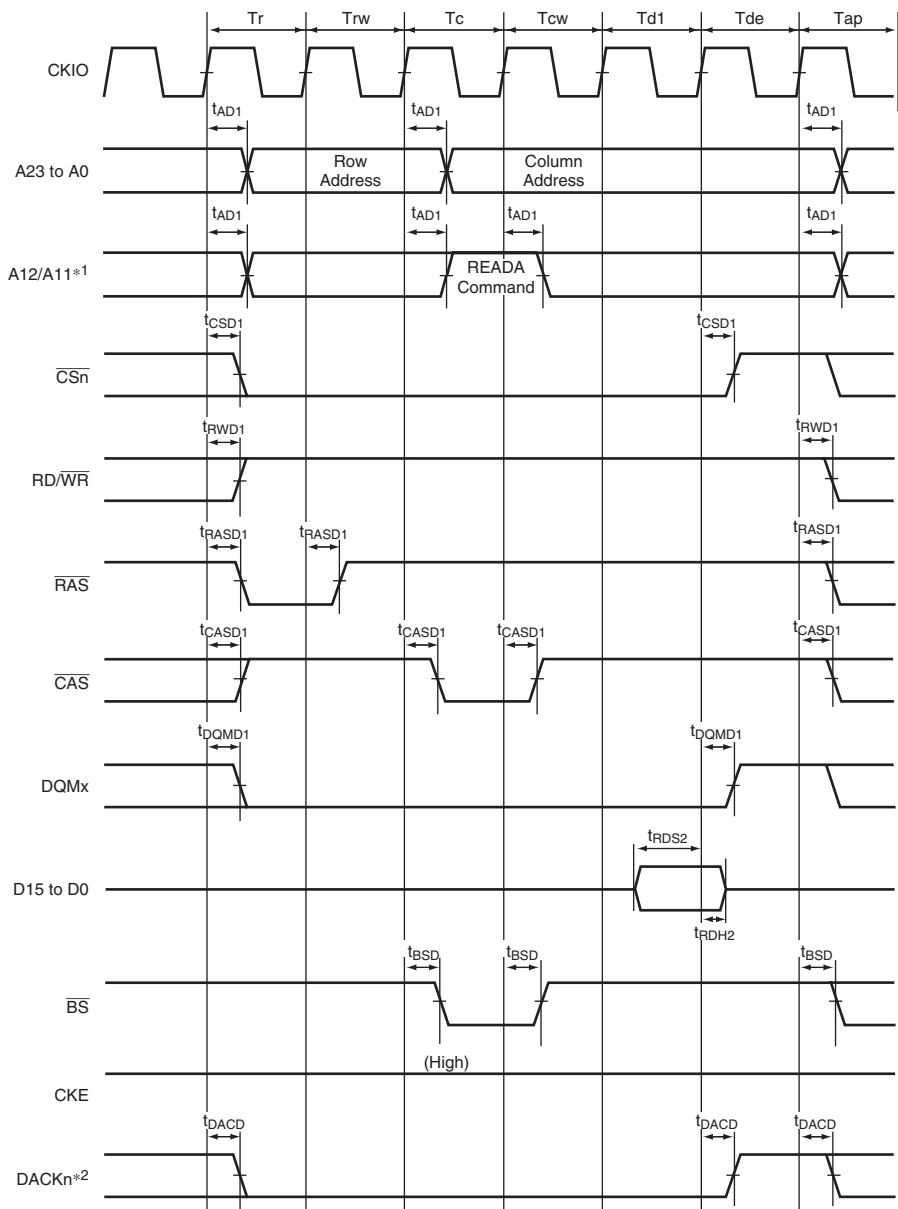 Tr Trw Tc Tcw Td1 Tde Tap
CKIO
tAD1 tAD1 tAD1
A23 to A0 Row Address Column Address
tAD1 tAD1 tAD1 tAD1
A12/A11*1 READA Command
tCSD1 tCSD1
CSn
tRWD1 tRWD1
RD/WR
tRASD1 tRASD1 tRASD1
RAS
tCASD1 tCASD1 tCASD1 tCASD1
CAS
tDQMD1 tDQMD1
DQMx
tRDS2
D15 to D0
tRDH2
tBSD tBSD tBSD
BS
(High)
CKE
tDACD tDACD tDACD
DACKn*2